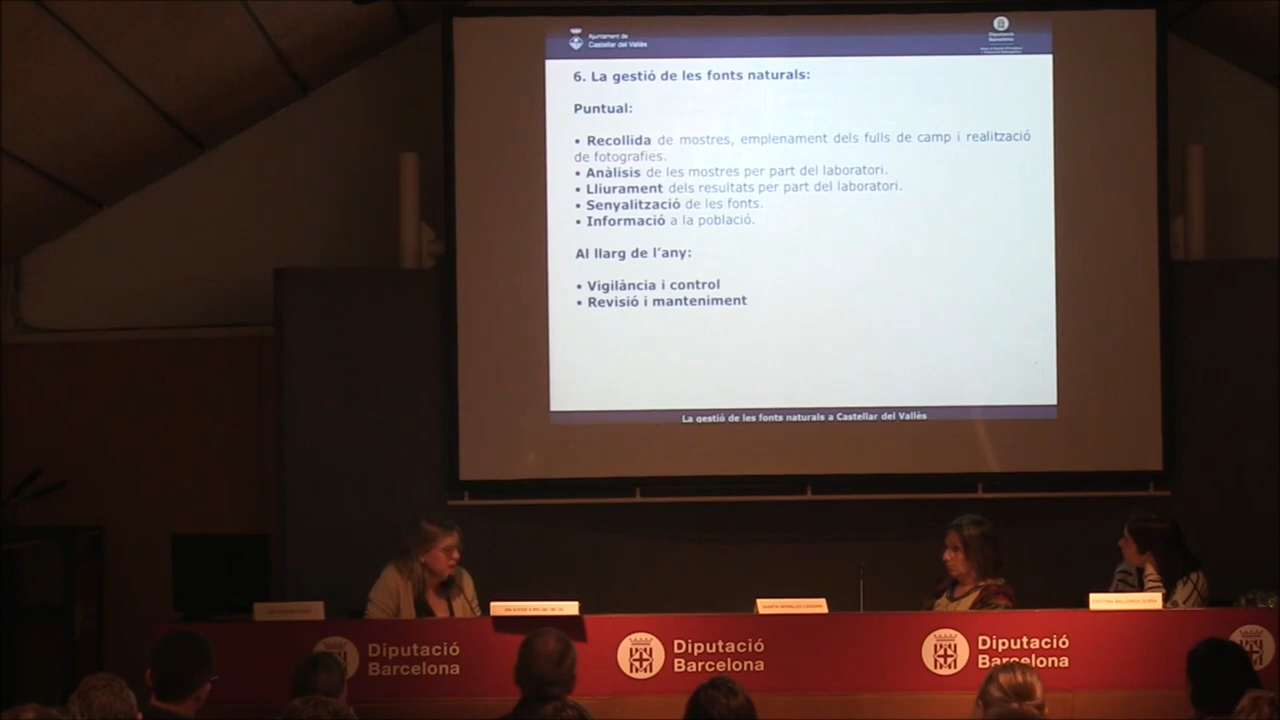 Ajuntament de
Castellar del Vallès
Diputació
Barcelona
6. La gestió de les fonts naturals:
Puntual:
• Recollida de mostres, emplenament dels fulls de camp i realització
de fotografies.
• Anàlisis de les mostres per part del laboratori.
• Lliurament dels resultats per part del laboratori.
• Senyalització de les fonts.
• Informació a la població.
Al llarg de l'any:
• Vigilància i control
• Revisió i manteniment
La gestió de les fonts naturals a Castellar del Vallès
Diputació
Barcelona
Diputació
Barcelona
Diputació
Barcelona